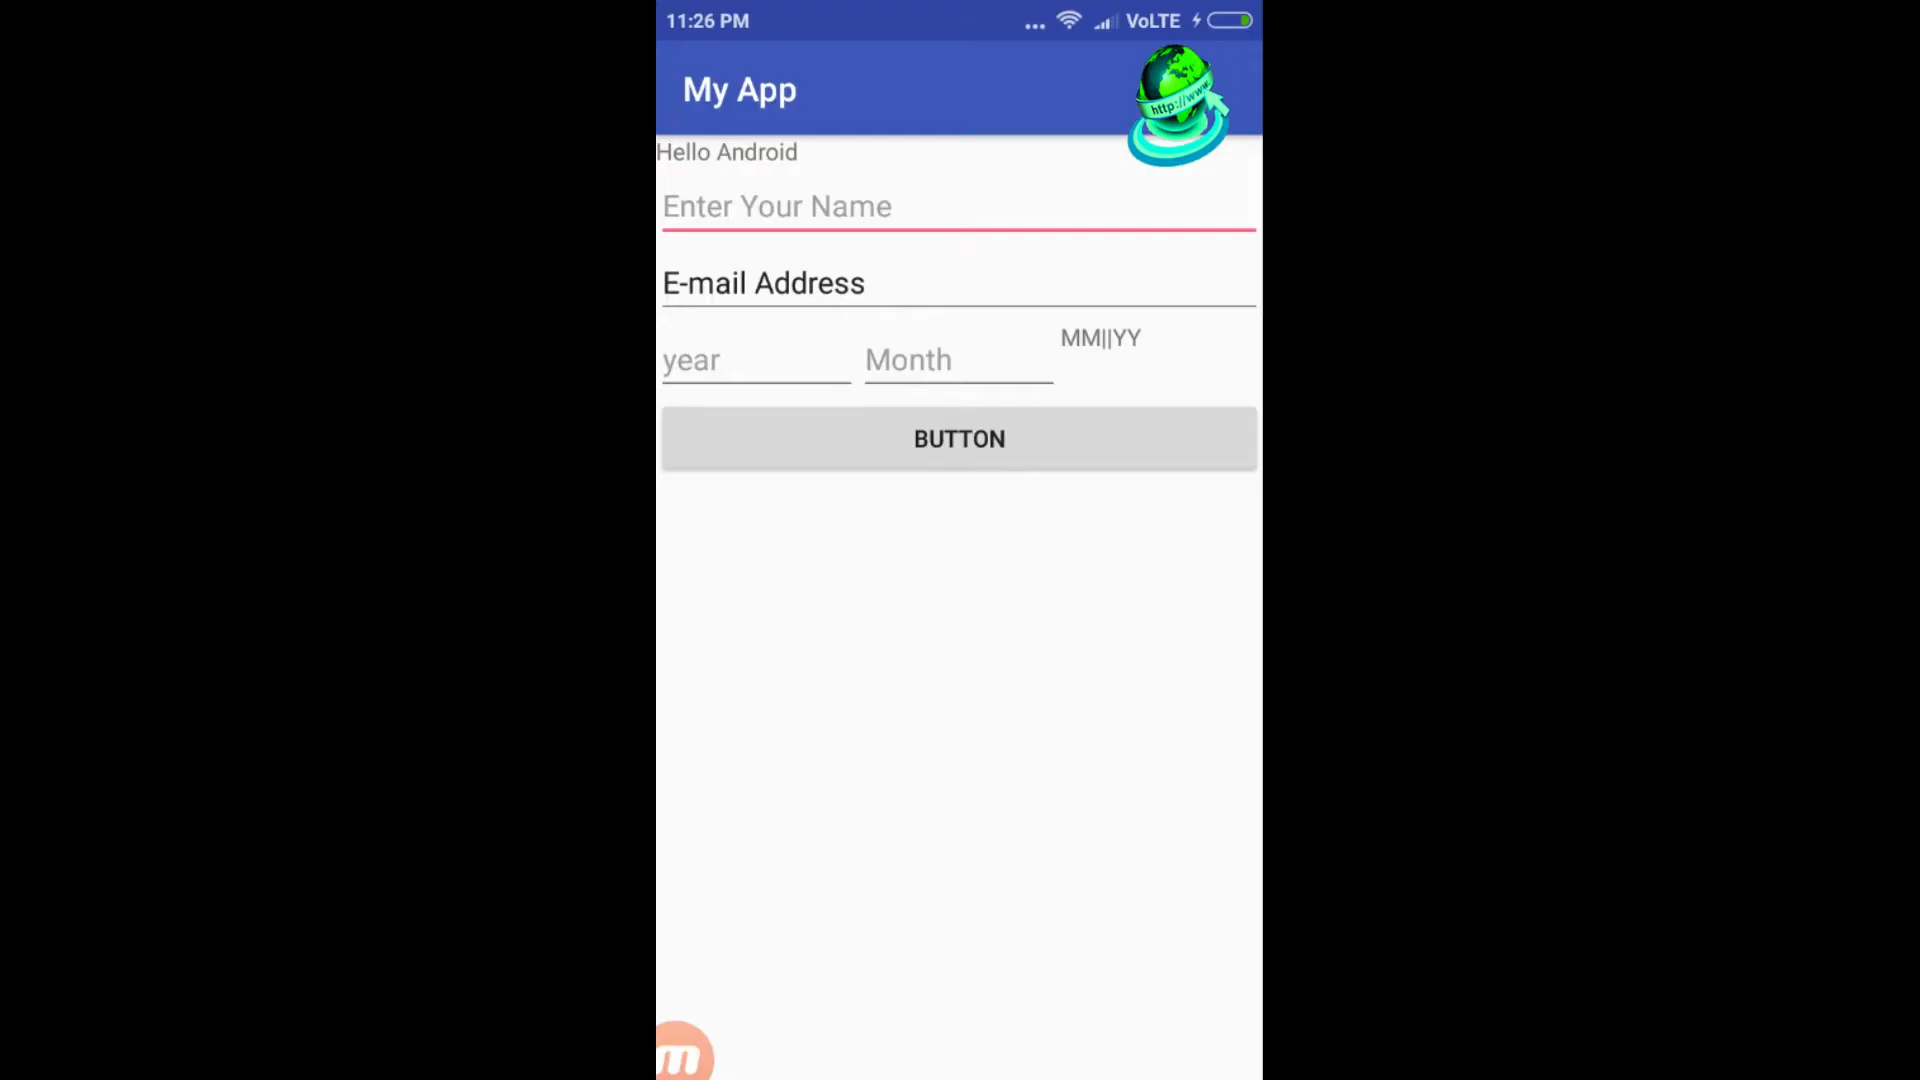 11:26 PM
... VoLTE
My App
http://www.
Hello Android
Enter Your Name
E-mail Address
MM||YY
year Month
BUTTON
m